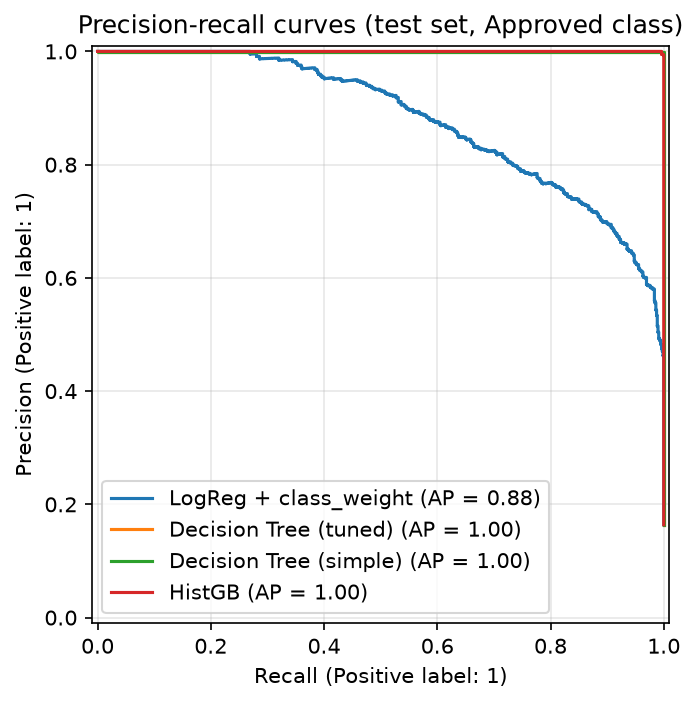 Precision-recall curves (test set, Approved class)
1.0
0.8
0.6
0.4
0.2
0.0
Precision (Positive label: 1)
LogReg + class_weight (AP = 0.88)
Decision Tree (tuned) (AP = 1.00)
Decision Tree (simple) (AP = 1.00)
HistGB (AP = 1.00)
0.0 0.2 0.4 0.6 0.8 1.0
Recall (Positive label: 1)